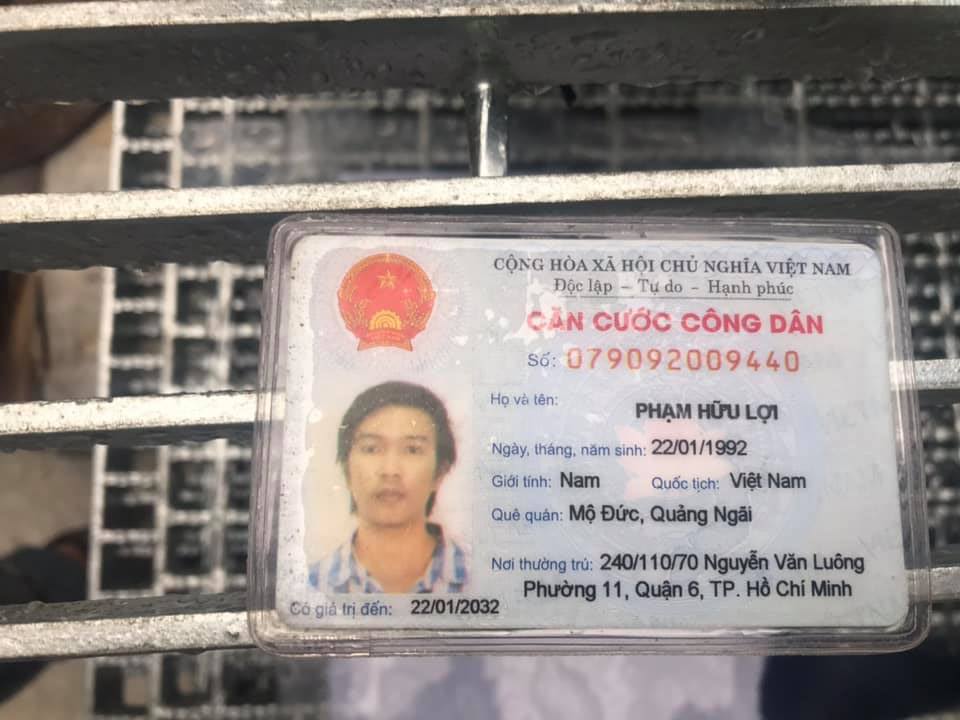 CỘNG HÒA XÃ HỘI CHỦ NGHĨA VIỆT NAM
Độc lập – Tự do – Hạnh phúc
CĂN CƯỚC CÔNG DÂN
Số: 079092009440
Họ và tên:
PHẠM HỮU LỢI
Ngày, tháng, năm sinh: 22/01/1992
Giới tính: Nam Quốc tịch: Việt Nam
Quê quán: Mộ Đức, Quảng Ngãi
Nơi thường trú: 240/110/70 Nguyễn Văn Luông
Phường 11, Quận 6, TP. Hồ Chí Minh
Có giá trị đến: 22/01/2032